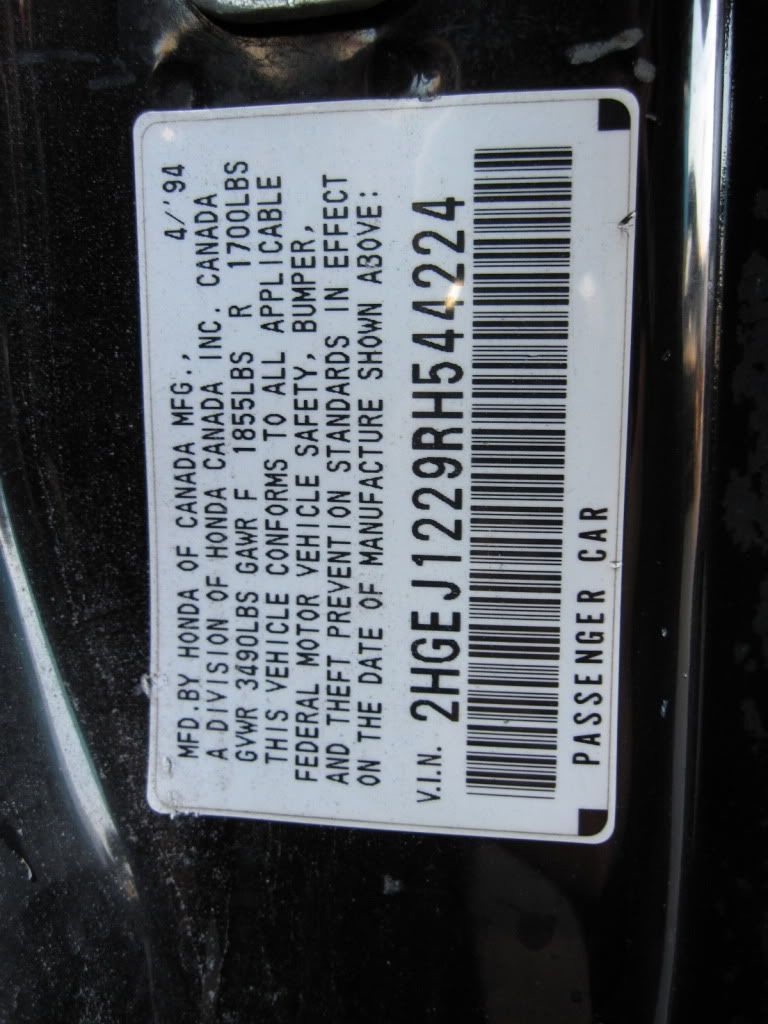 MFD.BY HONDA OF CANADA MFG., 4/'94
A DIVISION OF HONDA CANADA INC. CANADA
GVWR 3490LBS GAWR F 1855LBS R 1700LBS
THIS VEHICLE CONFORMS TO ALL APPLICABLE
FEDERAL MOTOR VEHICLE SAFETY, BUMPER,
AND THEFT PREVENTION STANDARDS IN EFFECT
ON THE DATE OF MANUFACTURE SHOWN ABOVE:
V.I.N. 2HGEJ1229RH544224
PASSENGER CAR